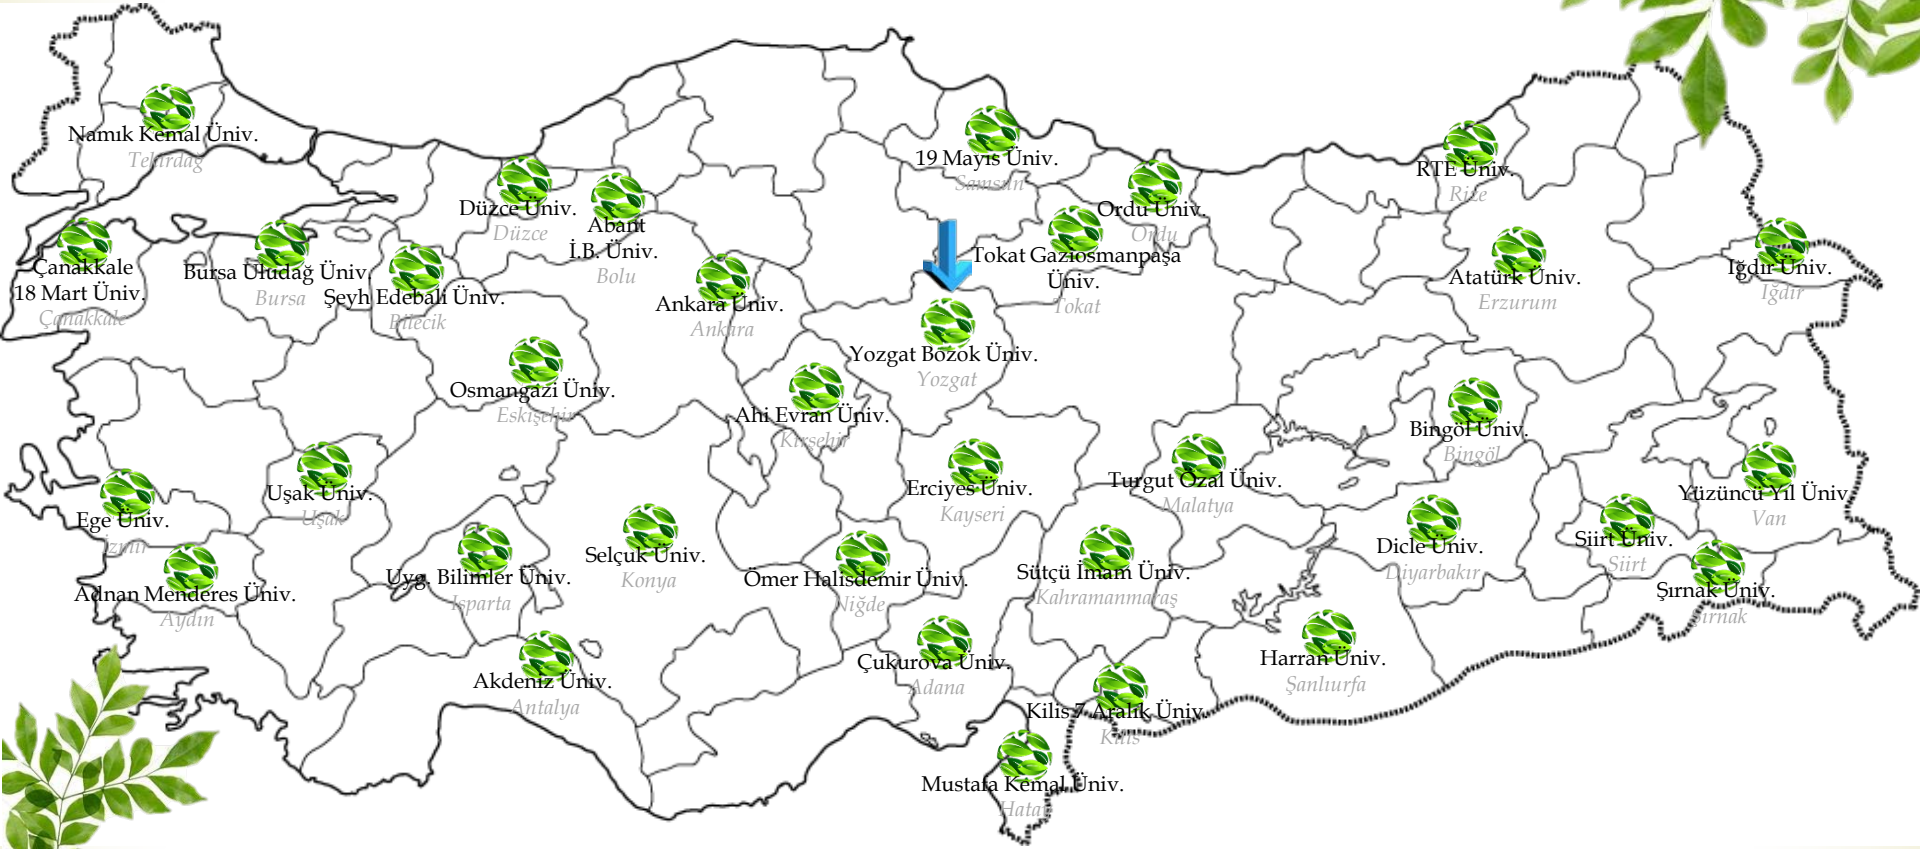 Namık Kemal Üniv.
Tekirdağ
19 Mayıs Üniv.
Samsun
RTE Üniv.
Rize
Düzce Üniv.
Düzce
Abant
İ.B. Üniv.
Bolu
Ordu Üniv.
Ordu
Tokat Gaziosmanpaşa
Üniv.
Tokat
Çanakkale
18 Mart Üniv.
Çanakkale
Bursa Uludağ Üniv.
Bursa
Şeyh Edebali Üniv.
Bilecik
Ankara Üniv.
Ankara
Atatürk Üniv.
Erzurum
Iğdır Üniv.
Iğdır
Yozgat Bozok Üniv.
Yozgat
Osmangazi Üniv.
Eskişehir
Ahi Evran Üniv.
Kırşehir
Bingöl Üniv.
Bingöl
Uşak Üniv.
Uşak
Erciyes Üniv.
Kayseri
Turgut Özal Üniv.
Malatya
Yüzüncü Yıl Üniv.
Van
Ege Üniv.
İzmir
Selçuk Üniv.
Konya
Dicle Üniv.
Diyarbakır
Siirt Üniv.
Siirt
Adnan Menderes Üniv.
Aydın
Uyg. Bilimler Üniv.
Isparta
Ömer Halisdemir Üniv.
Niğde
Sütçü İmam Üniv.
Kahramanmaraş
Şırnak Üniv.
Şırnak
Akdeniz Üniv.
Antalya
Çukurova Üniv.
Adana
Harran Üniv.
Şanlıurfa
Kilis 7 Aralık Üniv.
Kilis
Mustafa Kemal Üniv.
Hatay